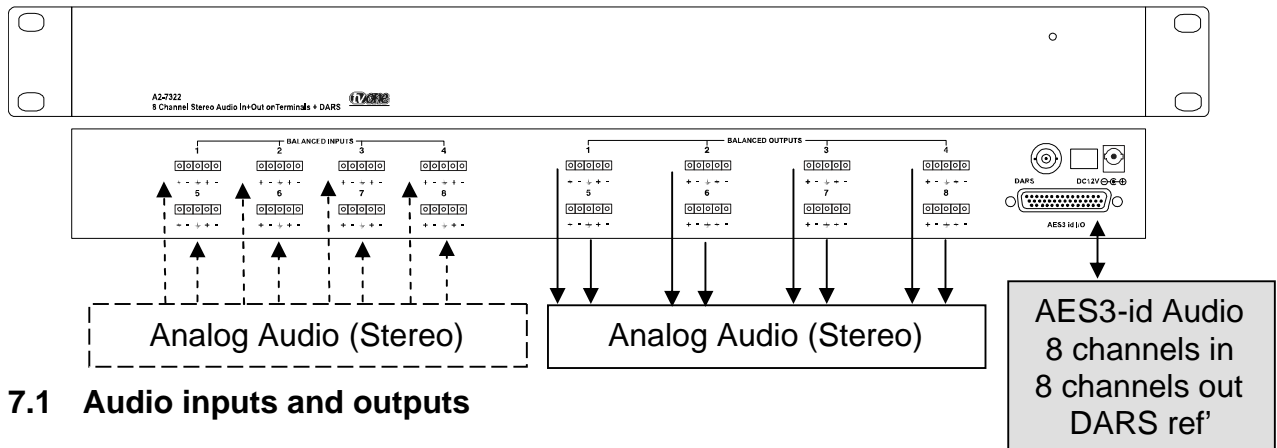 A2-7322
8 Channel Stereo Audio In+Out onTerminals + DARS tvONE
BALANCED INPUTS
1 2 3 4
+ - ⏚ + - + - ⏚ + - + - ⏚ + - + - ⏚ + -
5 6 7 8
+ - ⏚ + - + - ⏚ + - + - ⏚ + - + - ⏚ + -
BALANCED OUTPUTS
1 2 3 4
+ - ⏚ + - + - ⏚ + - + - ⏚ + - + - ⏚ + -
5 6 7 8
+ - ⏚ + - + - ⏚ + - + - ⏚ + - + - ⏚ + -
DARS DC12V
AES3 id I/O
Analog Audio (Stereo)
Analog Audio (Stereo)
AES3-id Audio
8 channels in
8 channels out
DARS ref’
7.1 Audio inputs and outputs